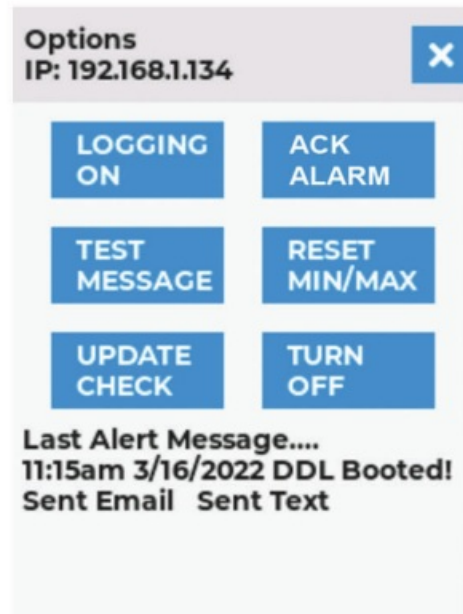 Options
IP: 192.168.1.134
LOGGING
ON
ACK
ALARM
TEST
MESSAGE
RESET
MIN/MAX
UPDATE
CHECK
TURN
OFF
Last Alert Message....
11:15am 3/16/2022 DDL Booted!
Sent Email   Sent Text